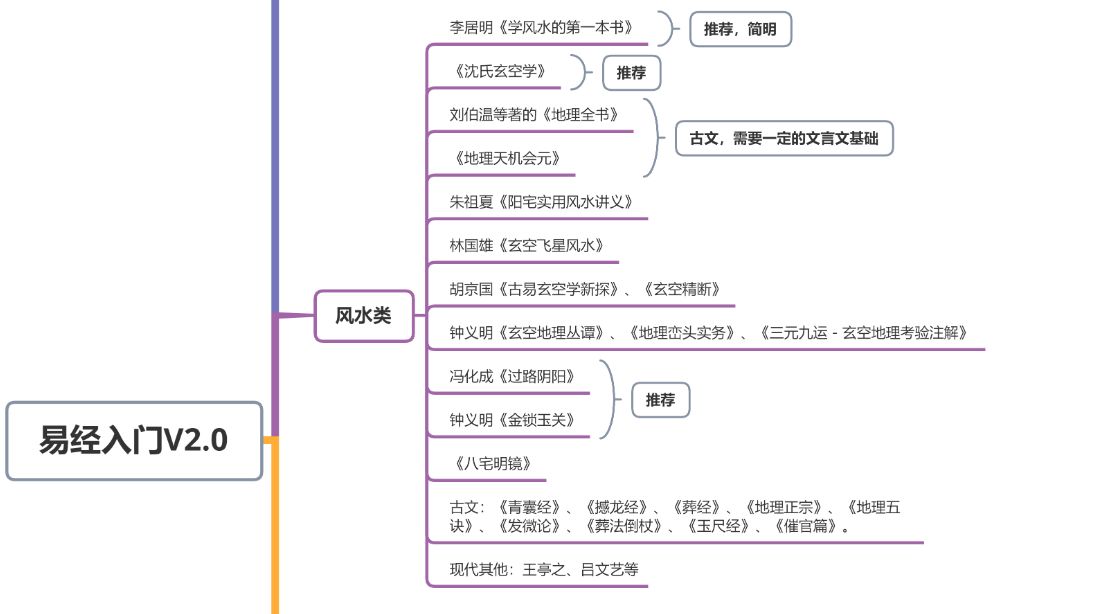 李居明《学风水的第一本书》
推荐，简明
《沈氏玄空学》
推荐
刘伯温等著的《地理全书》
古文，需要一定的文言文基础
《地理天机会元》
朱祖夏《阳宅实用风水讲义》
林国雄《玄空飞星风水》
胡京国《古易玄空学新探》、《玄空精断》
风水类
钟义明《玄空地理丛谭》、《地理峦头实务》、《三元九运 - 玄空地理考验注解》
冯化成《过路阴阳》
推荐
钟义明《金锁玉关》
易经入门V2.0
《八宅明镜》
古文：《青囊经》、《撼龙经》、《葬经》、《地理正宗》、《地理五
诀》、《发微论》、《葬法倒杖》、《玉尺经》、《催官篇》。
现代其他：王亭之、吕文艺等